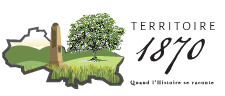 TERRITOIRE
1870
Quand l'Histoire se raconte